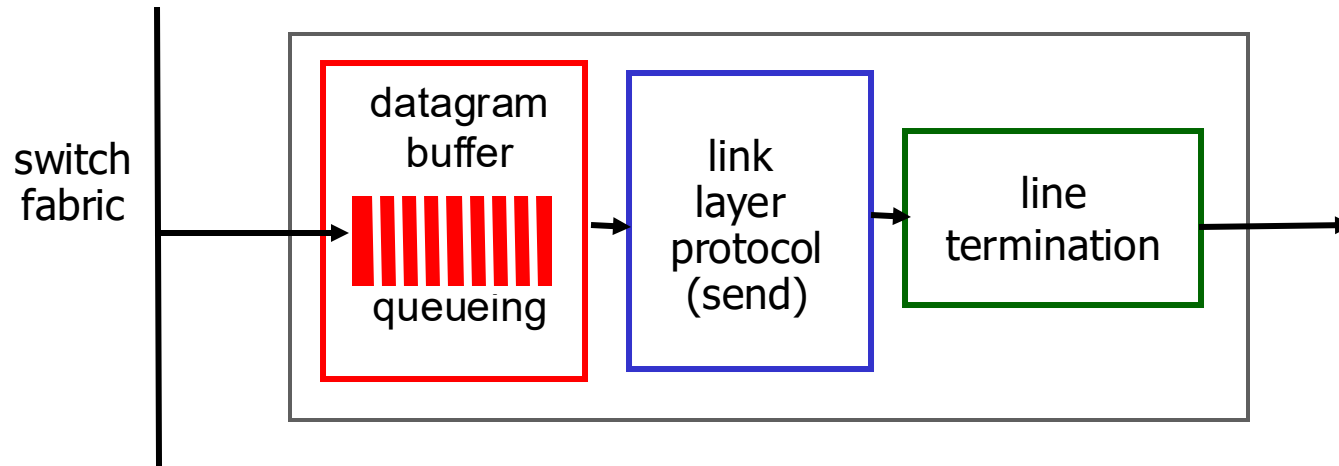 switch
fabric
datagram
buffer
queueing
link
layer
protocol
(send)
line
termination